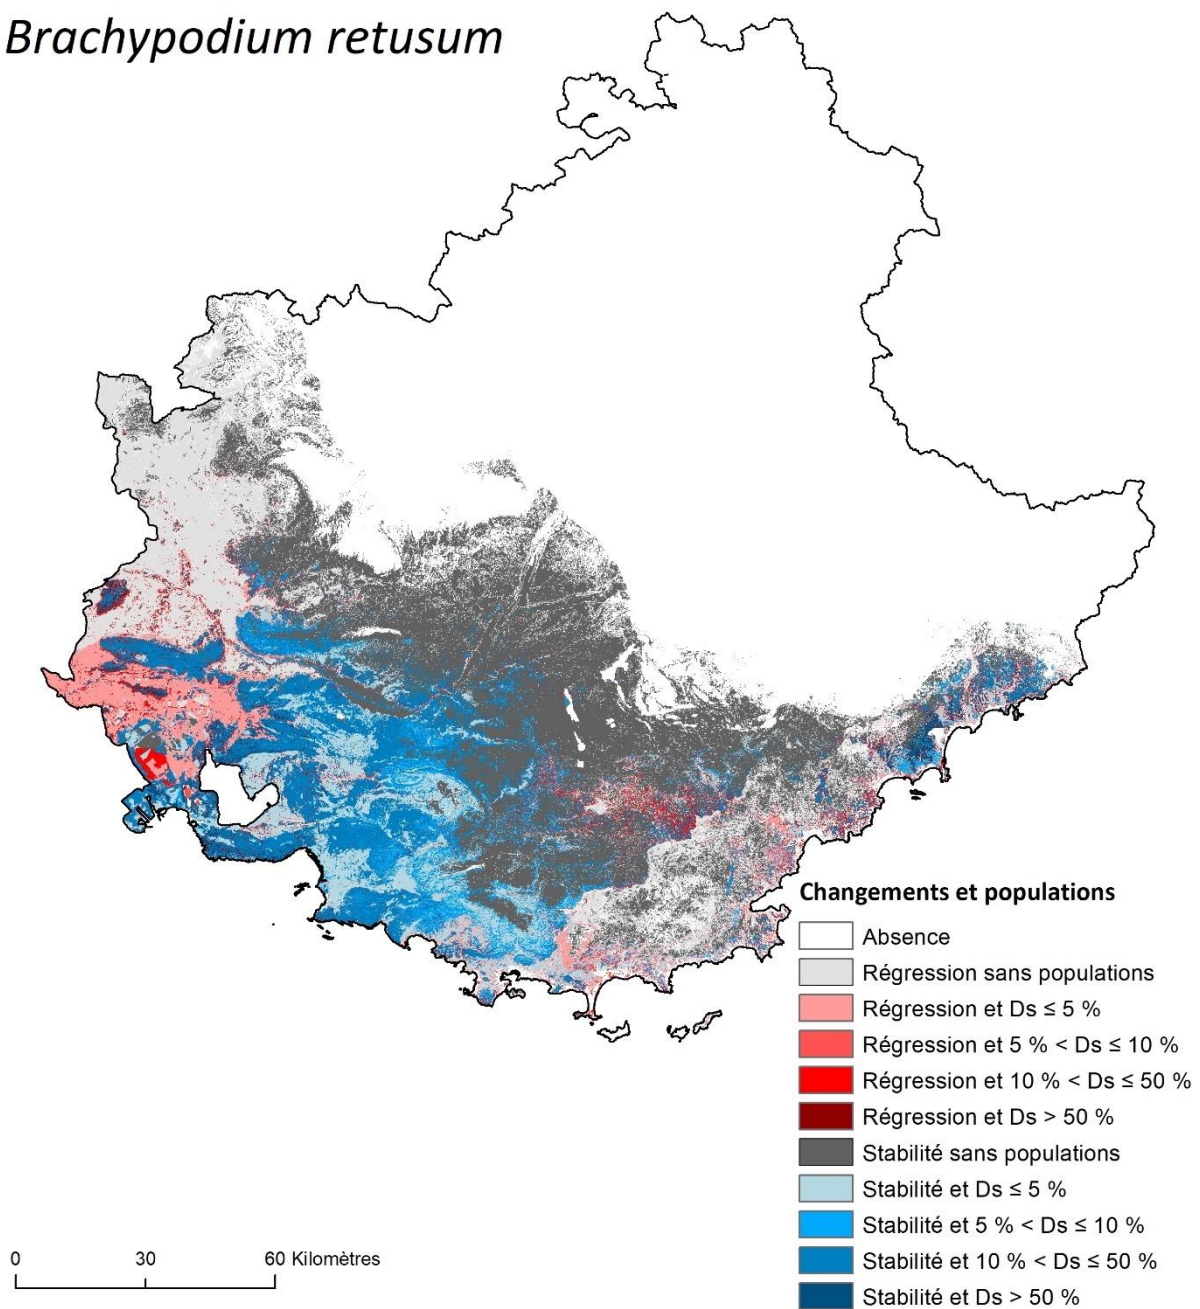 Brachypodium retusum
Changements et populations
Absence
Régression sans populations
Régression et Ds ≤ 5 %
Régression et 5 % < Ds ≤ 10 %
Régression et 10 % < Ds ≤ 50 %
Régression et Ds > 50 %
Stabilité sans populations
Stabilité et Ds ≤ 5 %
Stabilité et 5 % < Ds ≤ 10 %
Stabilité et 10 % < Ds ≤ 50 %
Stabilité et Ds > 50 %
0 30 60 Kilomètres